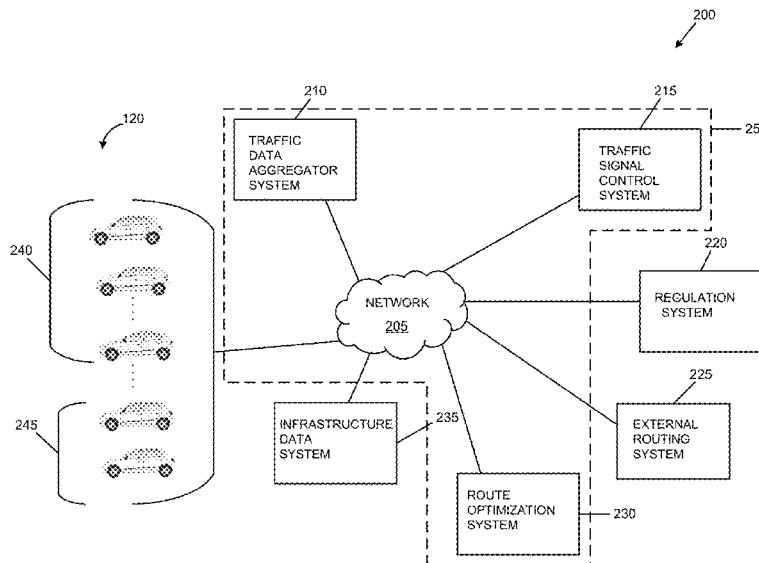 200
210
215
120
TRAFFIC
DATA
AGGREGATOR
SYSTEM
TRAFFIC
SIGNAL
CONTROL
SYSTEM
240
220
NETWORK
205
REGULATION
SYSTEM
225
245
INFRASTRUCTURE
DATA
SYSTEM
235
EXTERNAL
ROUTING
SYSTEM
ROUTE
OPTIMIZATION
SYSTEM
230